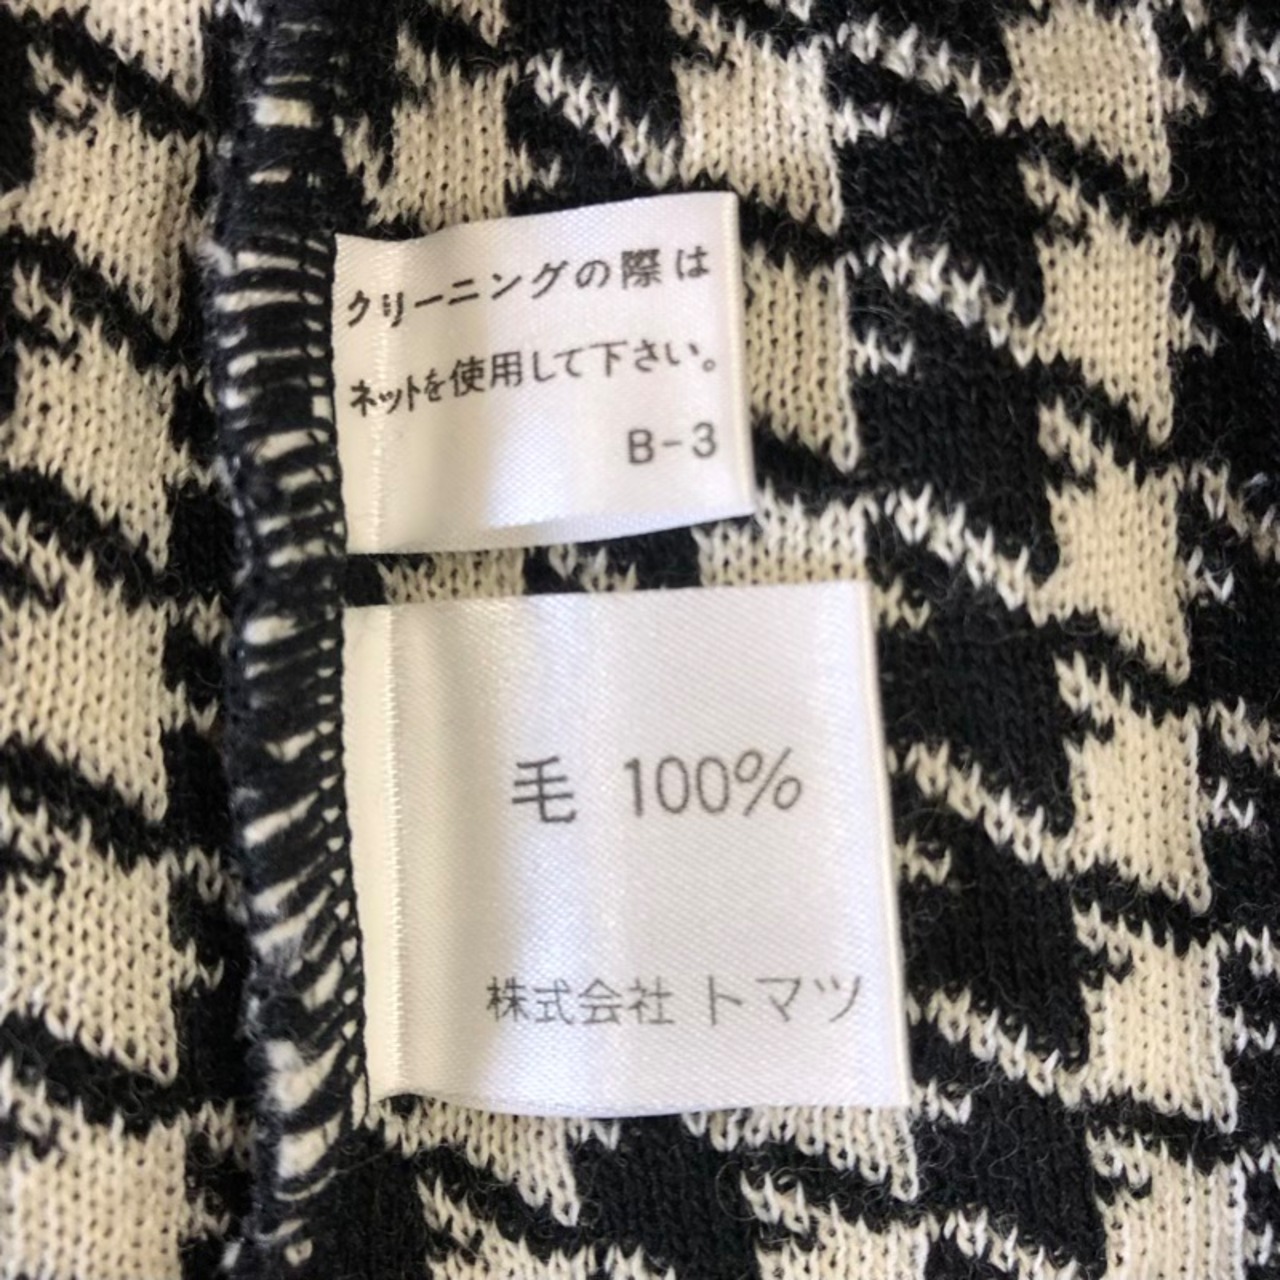 クリーニングの際は
ネットを使用して下さい。
B-3
毛 100%
株式会社 トマツ